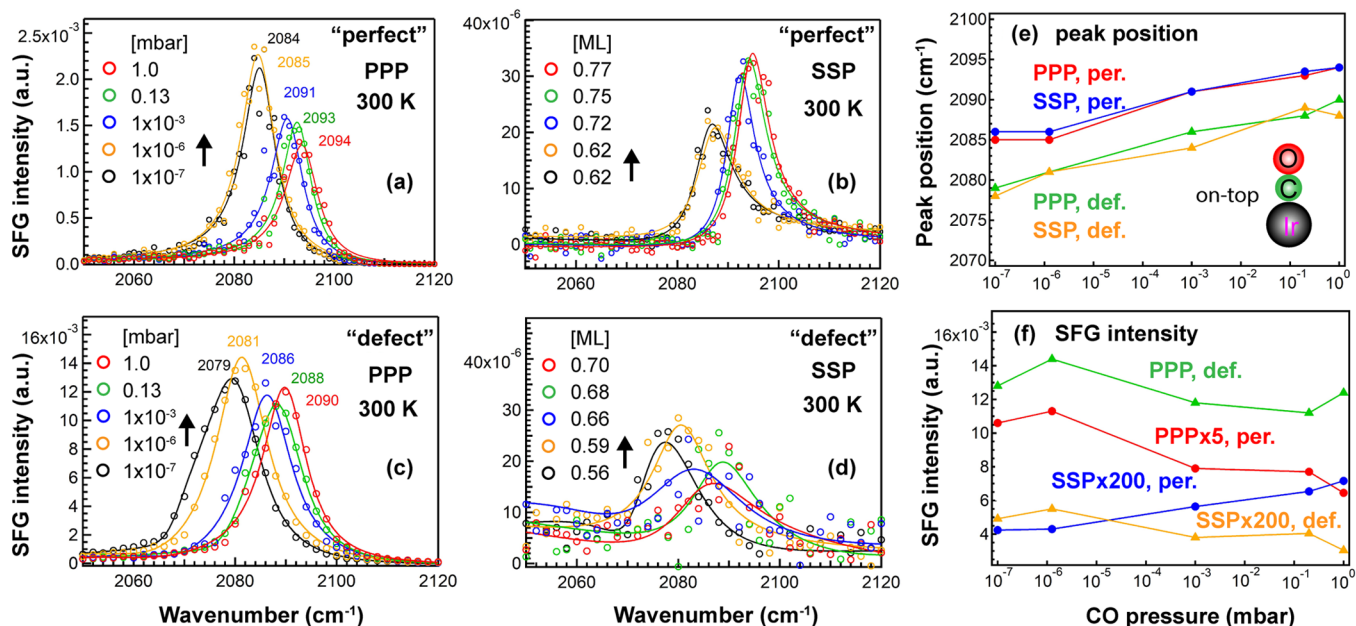 2.5x10⁻³
2.0
1.5
1.0
0.5
0.0
SFG intensity (a.u.)
[mbar]
1.0
0.13
1x10⁻³
1x10⁻⁶
1x10⁻⁷
2084
2085
2091
2093
2094
"perfect"
PPP
300 K
(a)
2060
2080
2100
2120
40x10⁻⁶
30
20
10
0
[ML]
0.77
0.75
0.72
0.62
0.62
"perfect"
SSP
300 K
(b)
2060
2080
2100
2120
2100
2095
2090
2085
2080
2075
2070
Peak position (cm⁻¹)
(e) peak position
PPP, per.
SSP, per.
PPP, def.
SSP, def.
on-top
O
C
Ir
10⁻⁷
10⁻⁶
10⁻⁵
10⁻⁴
10⁻³
10⁻²
10⁻¹
10⁰
16x10⁻³
14
12
10
8
6
4
2
0
SFG intensity (a.u.)
[mbar]
1.0
0.13
1x10⁻³
1x10⁻⁶
1x10⁻⁷
2079
2081
2086
2088
2090
"defect"
PPP
300 K
(c)
2060
2080
2100
2120
Wavenumber (cm⁻¹)
40x10⁻⁶
30
20
10
0
[ML]
0.70
0.68
0.66
0.59
0.56
"defect"
SSP
300 K
(d)
2060
2080
2100
2120
Wavenumber (cm⁻¹)
16x10⁻³
14
12
10
8
6
4
SFG intensity (a.u.)
(f) SFG intensity
PPP, def.
PPPx5, per.
SSPx200, per.
SSPx200, def.
10⁻⁷
10⁻⁶
10⁻⁵
10⁻⁴
10⁻³
10⁻²
10⁻¹
10⁰
CO pressure (mbar)